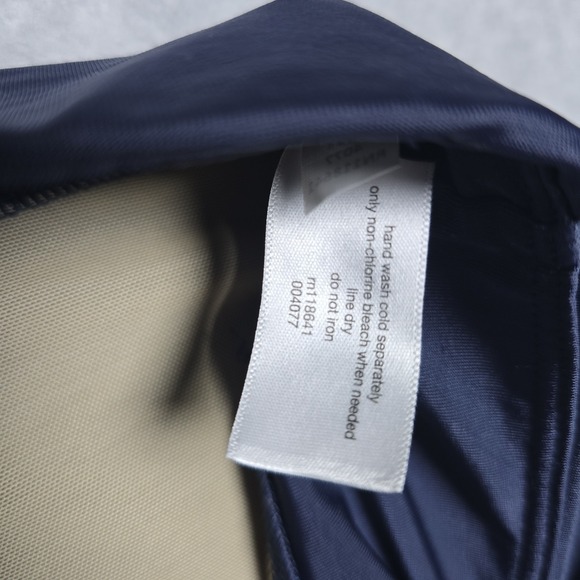 hand wash cold separately
only non-chlorine bleach when needed
line dry
do not iron
rn118641
004077